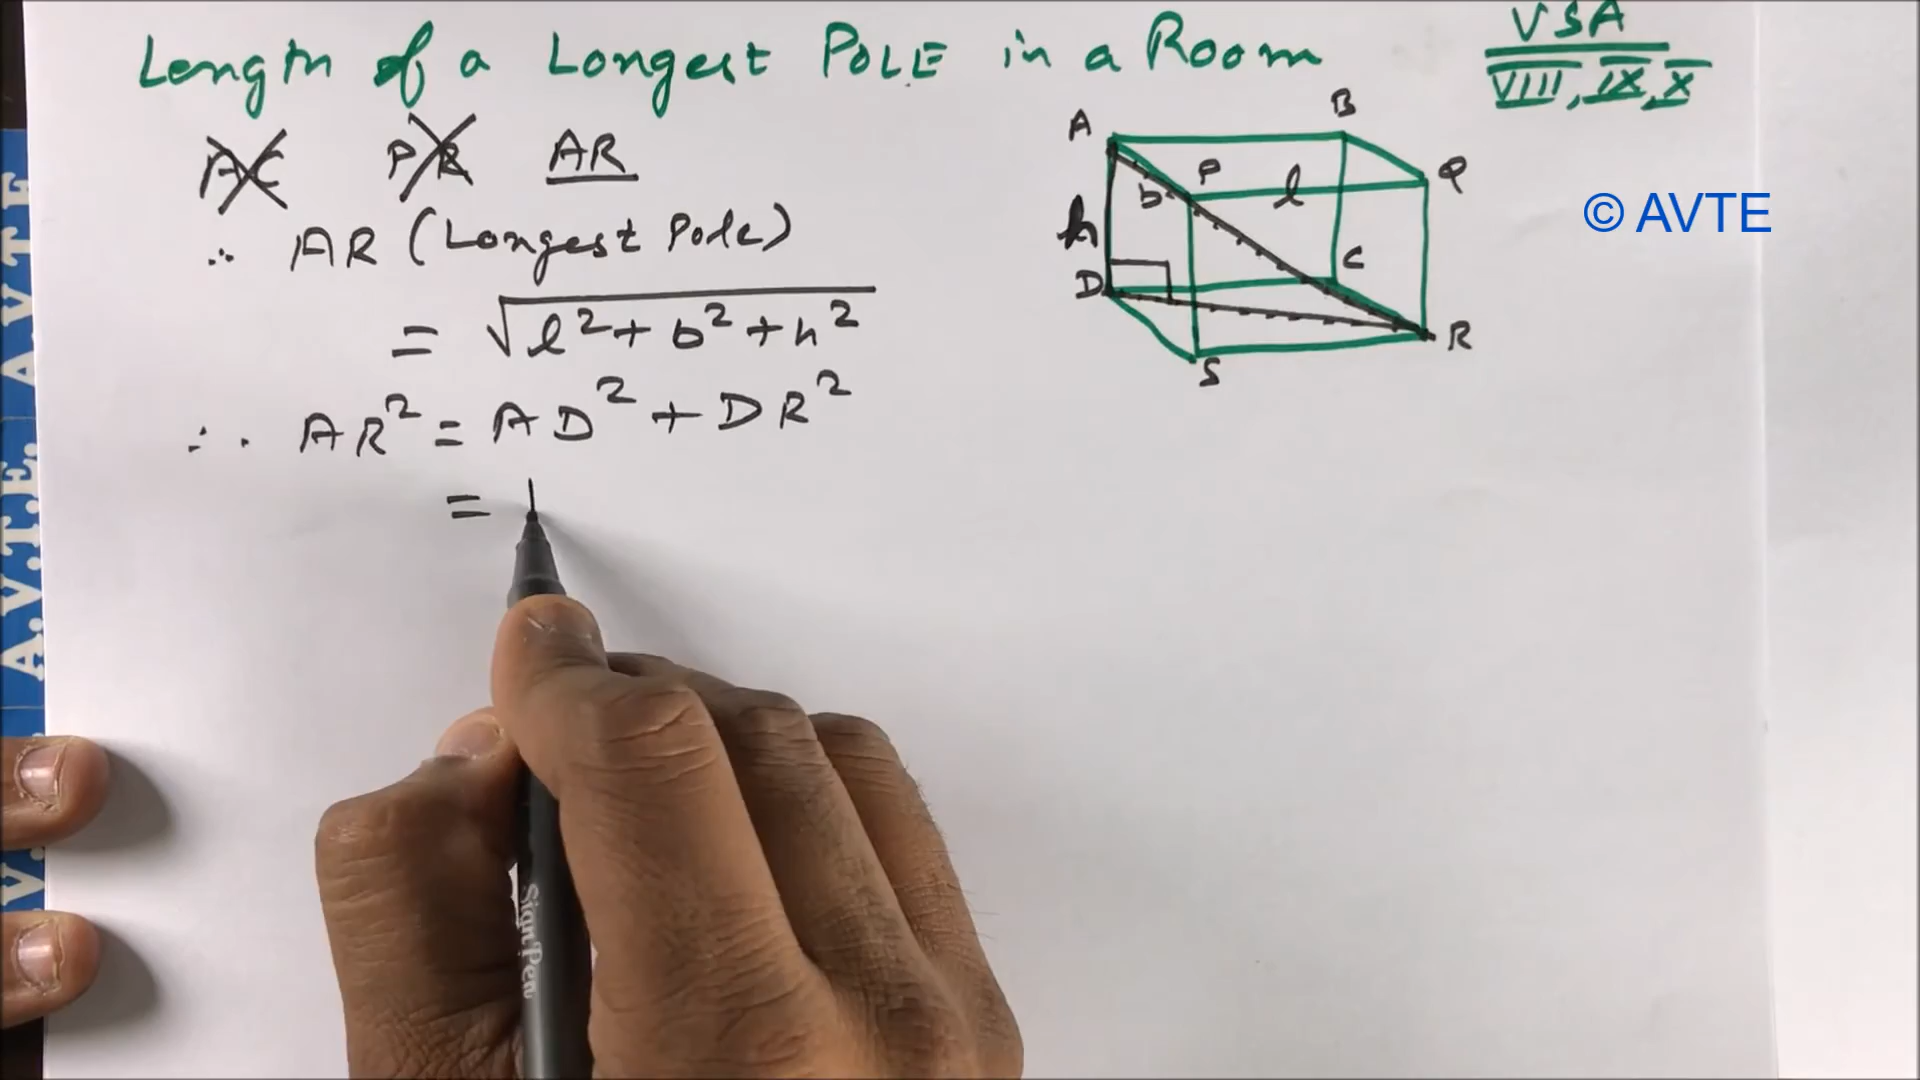 Length of a Longest POLE in a Room
VSA
VIII, IX, X
AC PR AR
∴ AR (Longest Pole)
= √l²+b²+h²
∴ AR² = AD² + DR²
=
A
B
P
Q
b
l
h
D
C
R
S
© AVTE
A.V.T.E. A.V.T.E
SignPen